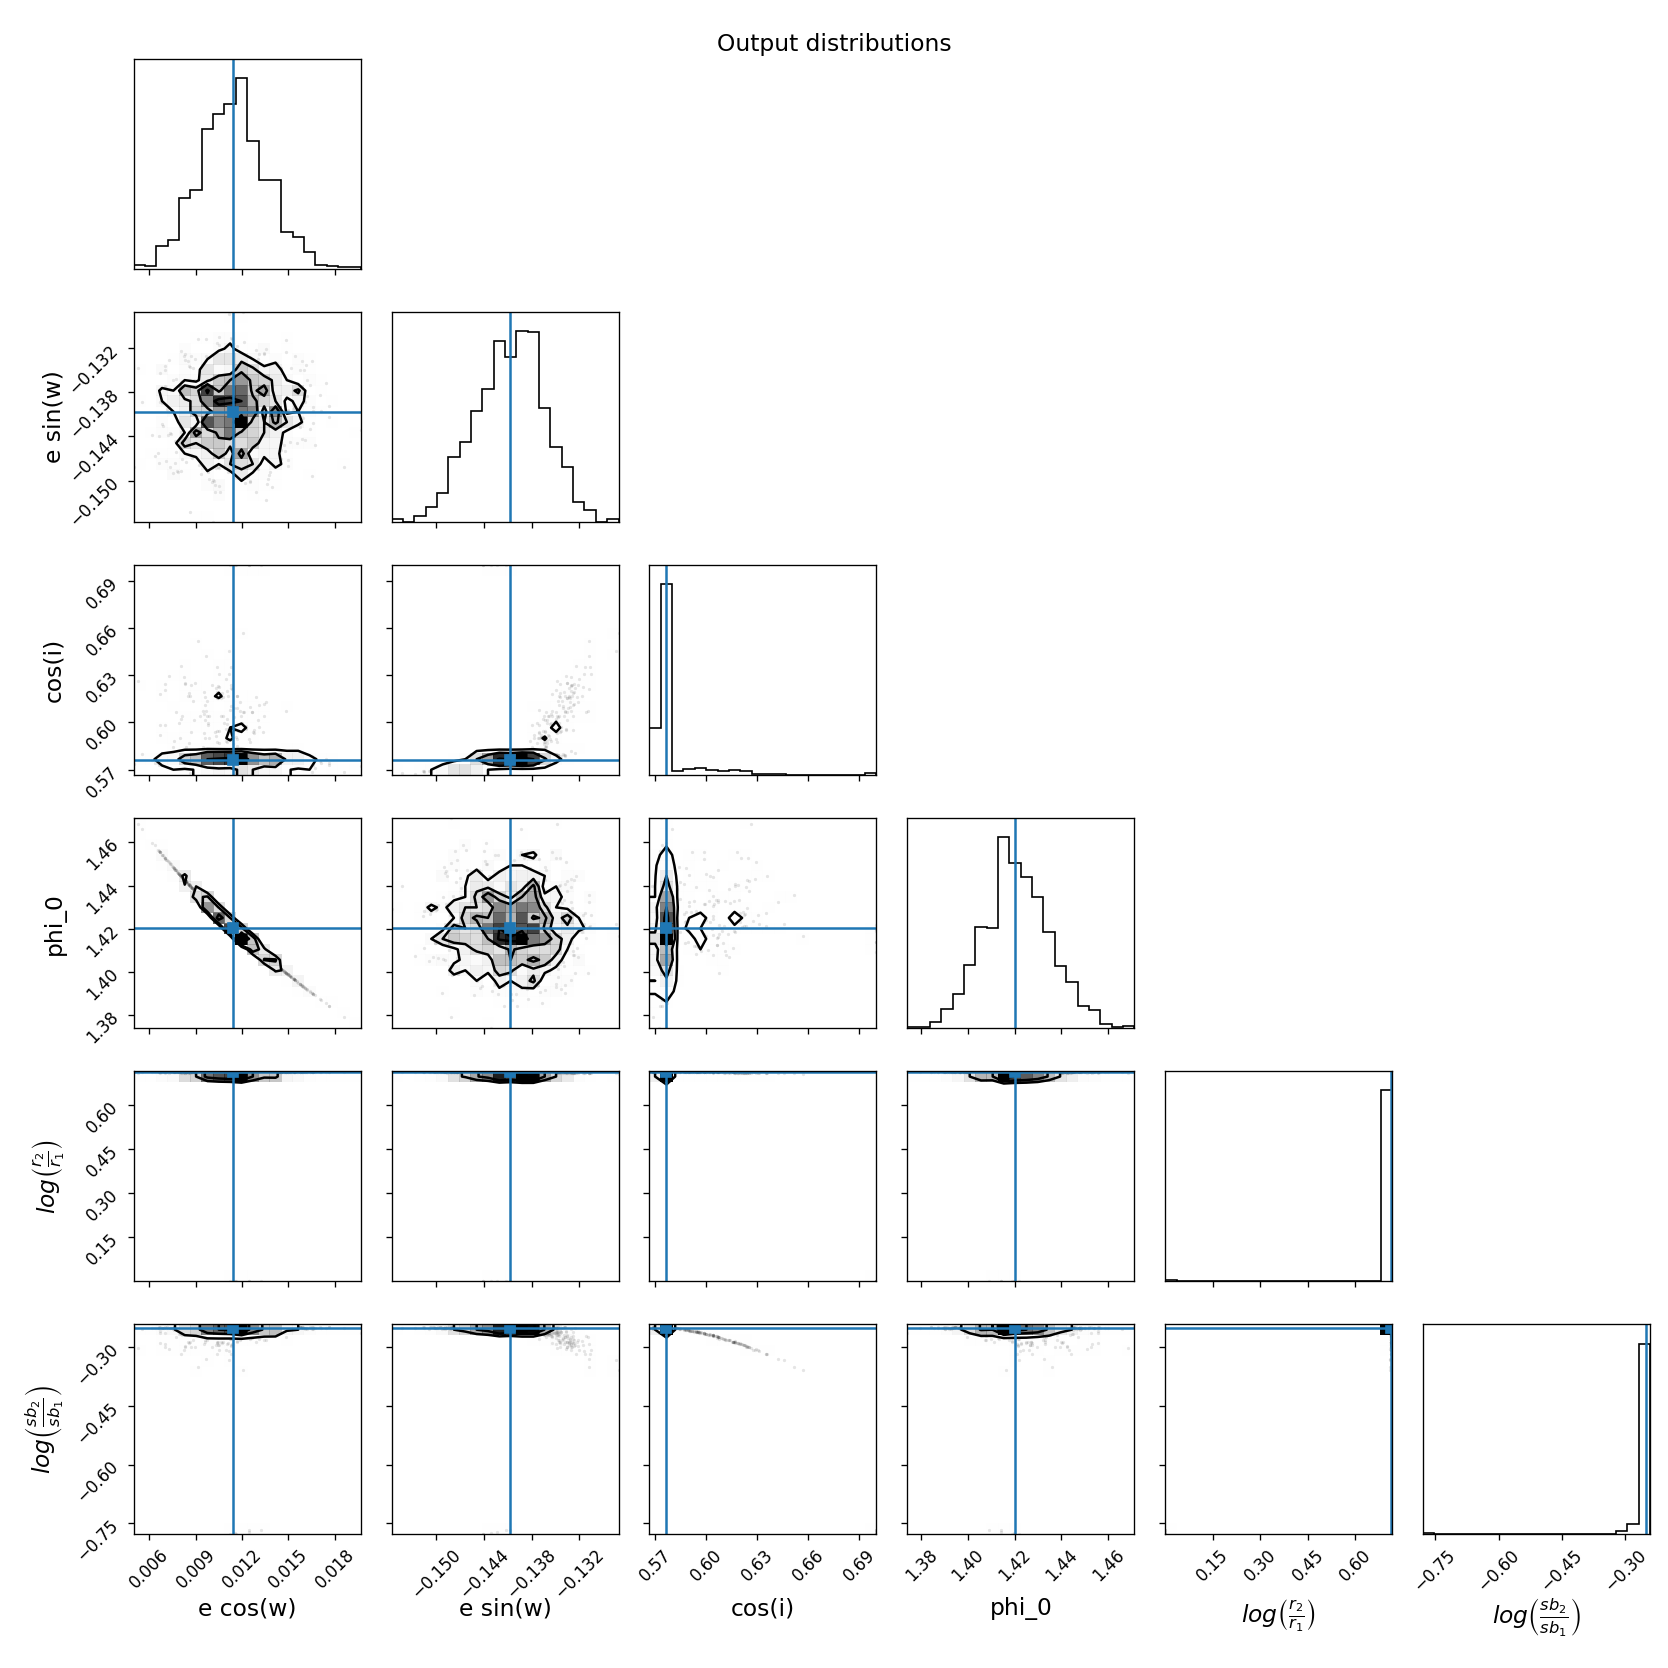 Output distributions
e sin(w)
−0.132
−0.138
−0.144
−0.150
cos(i)
0.69
0.66
0.63
0.60
0.57
phi_0
1.46
1.44
1.42
1.40
1.38
log(r₂/r₁)
0.60
0.45
0.30
0.15
log(sb₂/sb₁)
−0.30
−0.45
−0.60
−0.75
0.006 0.009 0.012 0.015 0.018 −0.150 −0.144 −0.138 −0.132 0.57 0.60 0.63 0.66 0.69 1.38 1.40 1.42 1.44 1.46 0.15 0.30 0.45 0.60 −0.75 −0.60 −0.45 −0.30
e cos(w) e sin(w) cos(i) phi_0 log(r₂/r₁) log(sb₂/sb₁)